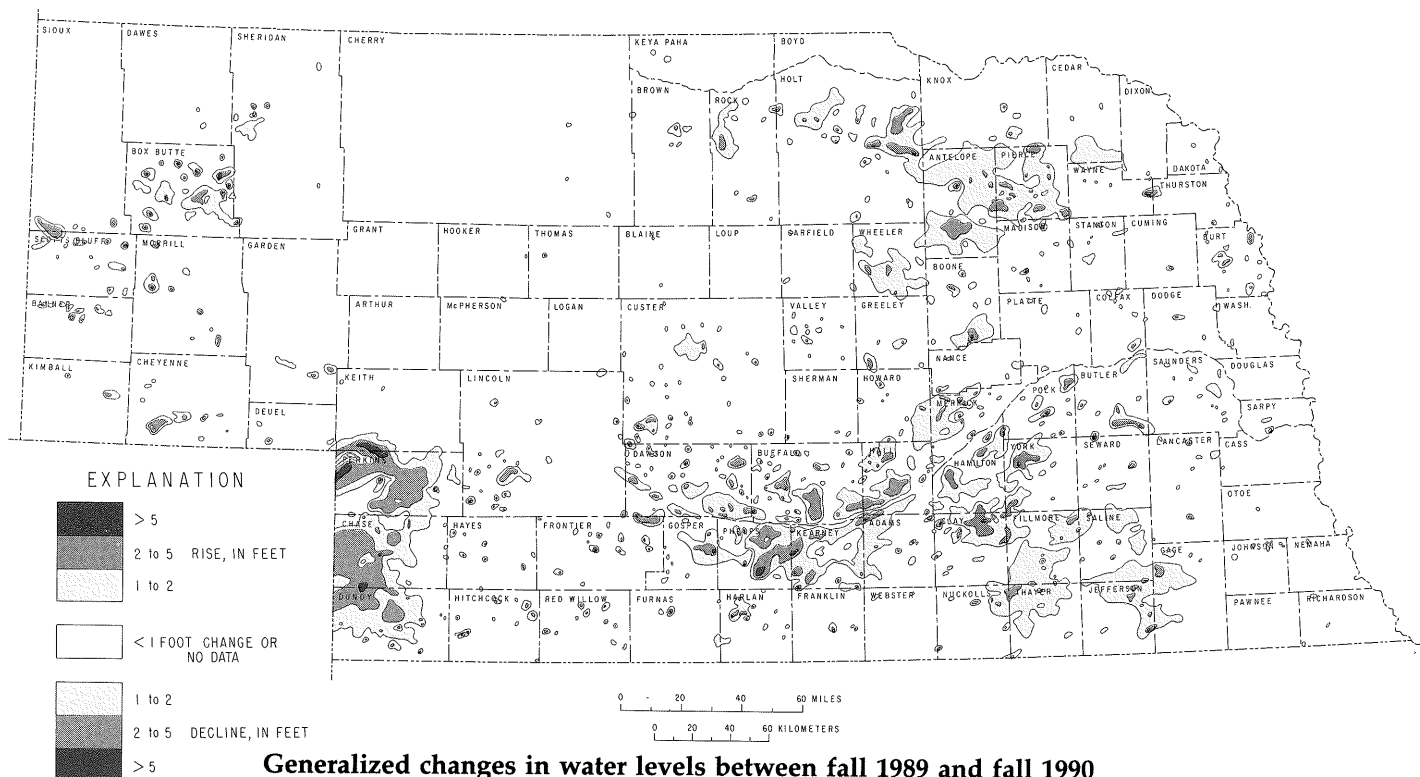 SIOUX
DAWES
SHERIDAN
CHERRY
KEYA PAHA
BOYD
HOLT
KNOX
CEDAR
DIXON
BROWN
ROCK
BOX BUTTE
ANTELOPE
PIERCE
WAYNE
DAKOTA
THURSTON
SCOTTS BLUFF
MORRILL
GARDEN
GRANT
HOOKER
THOMAS
BLAINE
LOUP
GARFIELD
WHEELER
BOONE
MADISON
STANTON
CUMING
BURT
BANNER
ARTHUR
McPHERSON
LOGAN
CUSTER
VALLEY
GREELEY
PLATTE
COLFAX
DODGE
WASH.
KIMBALL
CHEYENNE
KEITH
LINCOLN
SHERMAN
HOWARD
NANCE
BUTLER
SAUNDERS
DOUGLAS
DEUEL
MERRICK
POLK
SARPY
PERKINS
DAWSON
BUFFALO
HALL
HAMILTON
YORK
SEWARD
LANCASTER
CASS
OTOE
CHASE
HAYES
FRONTIER
GOSPER
PHELPS
KEARNEY
ADAMS
CLAY
FILLMORE
SALINE
GAGE
JOHNSON
NEMAHA
DUNDY
HITCHCOCK
RED WILLOW
FURNAS
HARLAN
FRANKLIN
WEBSTER
NUCKOLLS
THAYER
JEFFERSON
PAWNEE
RICHARDSON
EXPLANATION
> 5
2 to 5 RISE, IN FEET
1 to 2
< 1 FOOT CHANGE OR
NO DATA
1 to 2
2 to 5 DECLINE, IN FEET
> 5
0 - 20 40 60 MILES
0 20 40 60 KILOMETERS
Generalized changes in water levels between fall 1989 and fall 1990